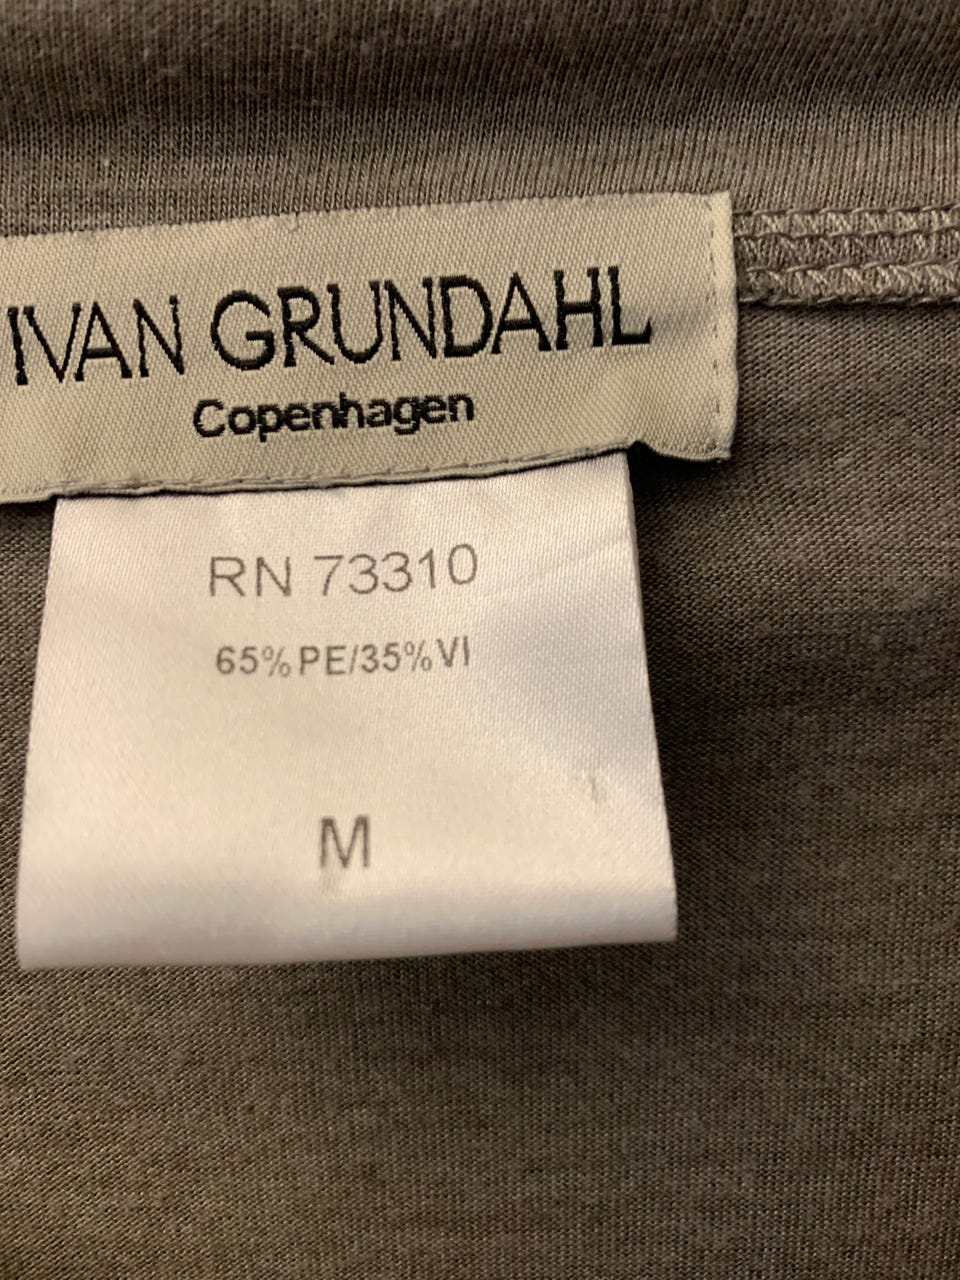 IVAN GRUNDAHL
Copenhagen
RN 73310
65% PE/35% VI
M